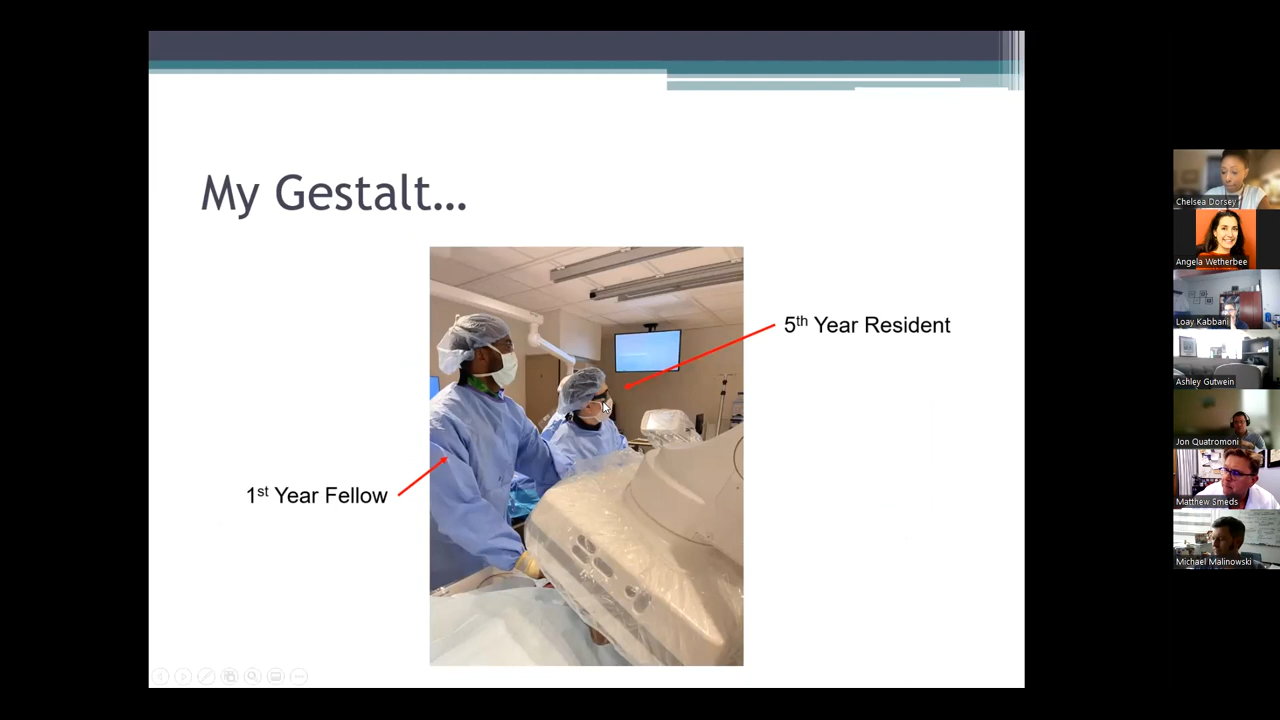 My Gestalt...
5th Year Resident
1st Year Fellow
Chelsea Dorsey
Angela Wetherbee
Loay Kabbani
Ashley Gutwein
Jon Quatromoni
Matthew Smeds
Michael Malinowski